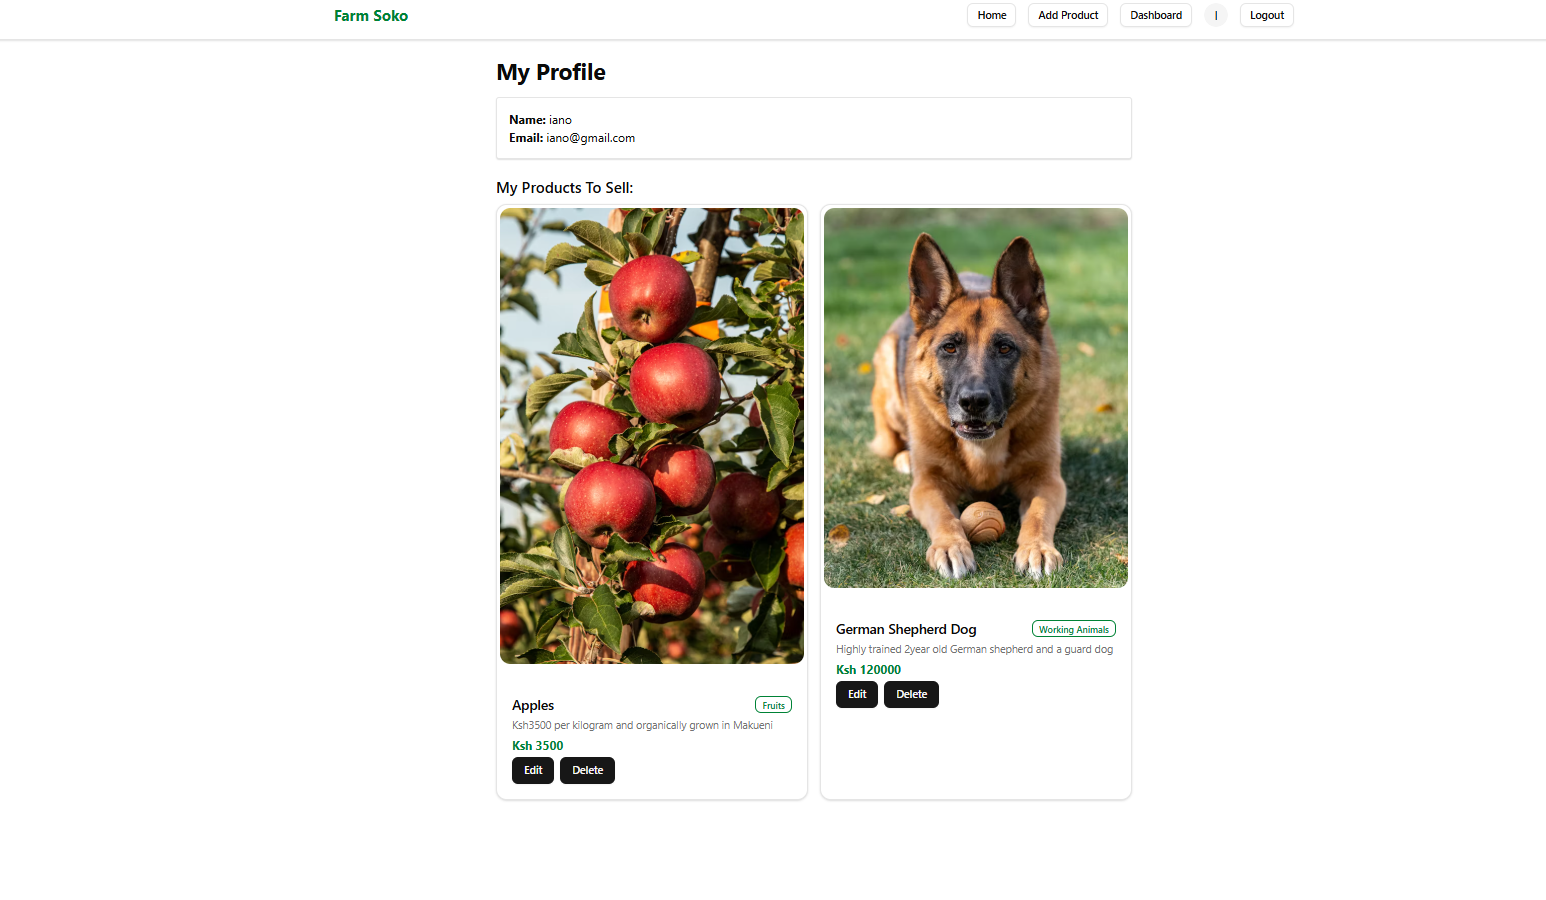 Farm Soko
Home
Add Product
Dashboard
I
Logout
My Profile
Name: iano
Email: iano@gmail.com
My Products To Sell:
Apples
Fruits
Ksh3500 per kilogram and organically grown in Makueni
Ksh 3500
Edit
Delete
German Shepherd Dog
Working Animals
Highly trained 2year old German shepherd and a guard dog
Ksh 120000
Edit
Delete